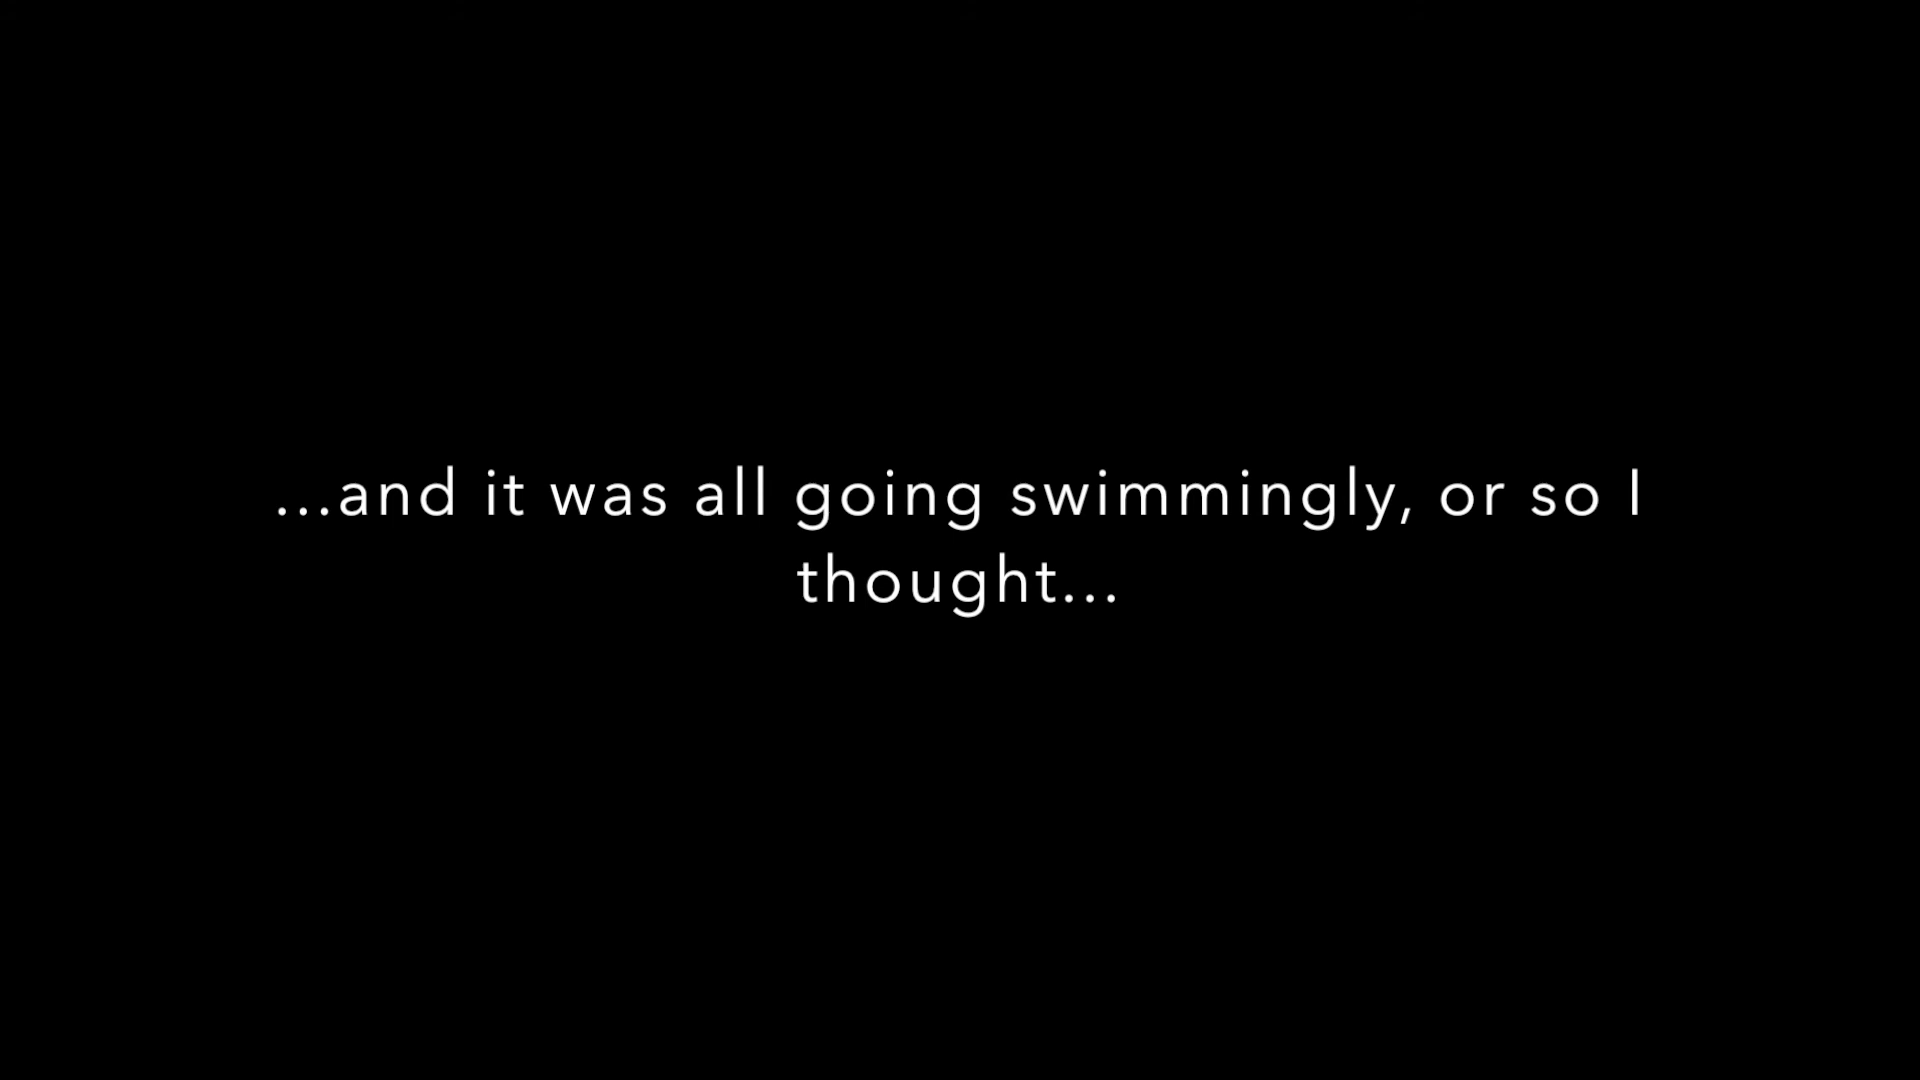 ...and it was all going swimmingly, or so I
thought...